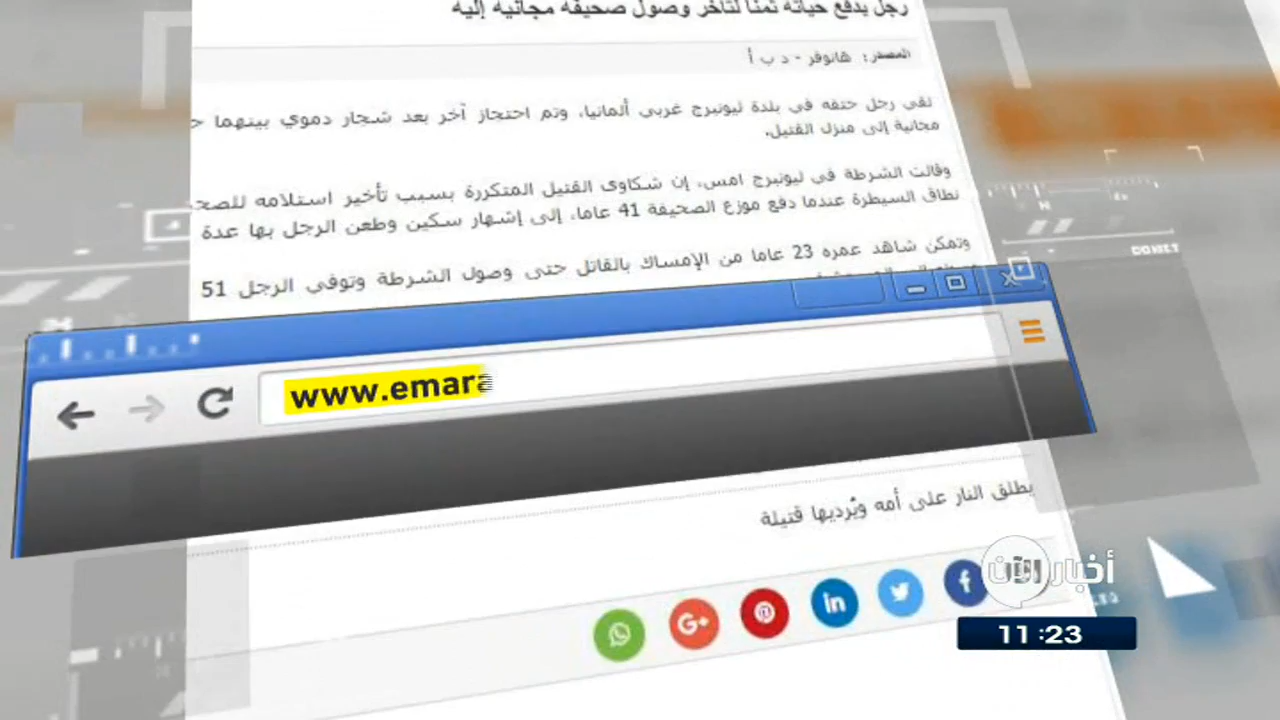 رجل يدفع حياته ثمناً لتأخر وصول صحيفة مجانية إليه
المصدر: هانوفر - د ب أ
لقي رجل حتفه في بلدة ليونبرج غربي ألمانيا، وتم احتجاز آخر بعد شجار دموي بينهما
مجانية إلى منزل القتيل.
وقالت الشرطة في ليونبرج امس، إن شكاوى القتيل المتكررة بسبب تأخير استلامه
نطاق السيطرة عندما دفع موزع الصحيفة 41 عاما، إلى إشهار سكين وطعن الرجل بها عدة
وتمكن شاهد عمره 23 عاما من الإمساك بالقاتل حتى وصول الشرطة وتوفى الرجل 51
www.emara
يطلق النار على أمه ويُرديها قتيلة
أخبار الآن
11:23